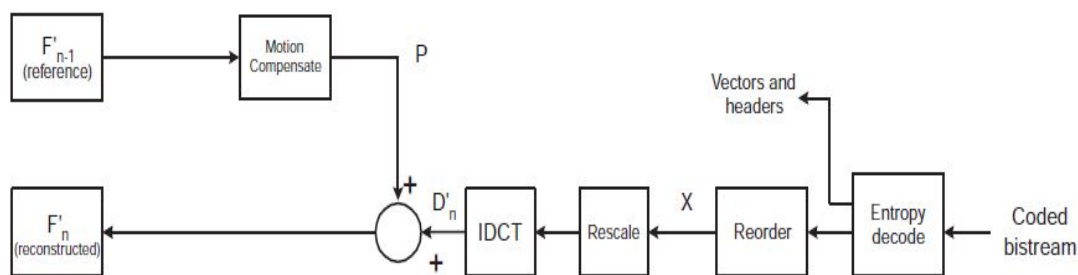 F'n-1
(reference)
Motion
Compensate
P
Vectors and
headers
+
D'n
+
F'n
(reconstructed)
IDCT
Rescale
X
Reorder
Entropy
decode
Coded
bistream